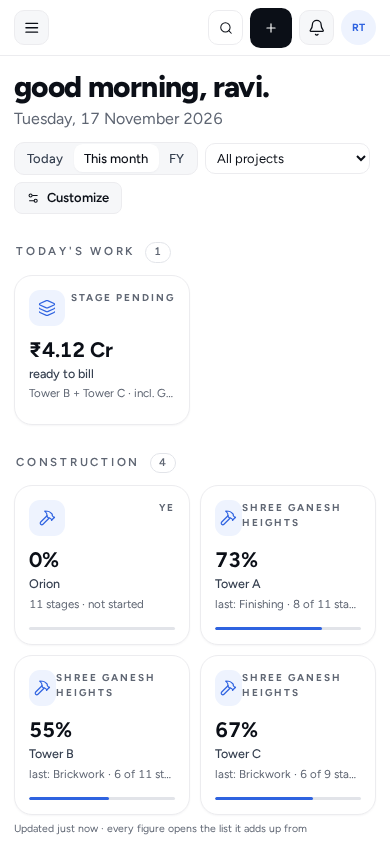 RT
good morning, ravi.
Tuesday, 17 November 2026
Today This month FY All projects
Customize
TODAY'S WORK 1
STAGE PENDING
₹4.12 Cr
ready to bill
Tower B + Tower C · incl. G...
CONSTRUCTION 4
YE
0%
Orion
11 stages · not started
SHREE GANESH
HEIGHTS
73%
Tower A
last: Finishing · 8 of 11 sta...
SHREE GANESH
HEIGHTS
55%
Tower B
last: Brickwork · 6 of 11 st...
SHREE GANESH
HEIGHTS
67%
Tower C
last: Brickwork · 6 of 9 sta...
Updated just now · every figure opens the list it adds up from